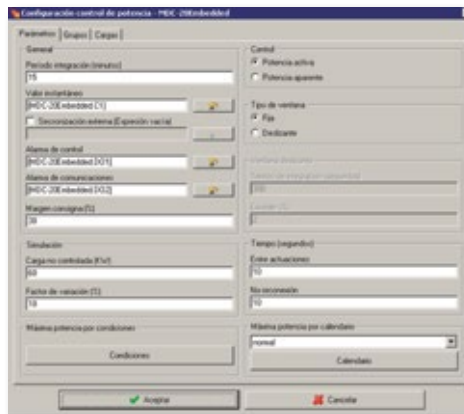 Configuración control de potencia - MDC-20Embedded
Parámetros Grupos Cargas
General
Periodo integración (minutos)
15
Valor instantáneo
[MDC-20Embedded.C1]
Sincronización externa (Expresión vacía)
Alarma de control
[MDC-20Embedded.DO1]
Alarma de comunicaciones
[MDC-20Embedded.DO2]
Margen consigna (%)
30
Simulación
Carga no controlada (KW)
60
Factor de variación (%)
10
Máxima potencia por condiciones
Condiciones
Control
Potencia activa
Potencia aparente
Tipo de ventana
Fija
Deslizante
Ventana deslizante
300
2
Tiempo (segundos)
Entre actuaciones
10
No reconexión
10
Máxima potencia por calendario
normal
Calendario
Aceptar
Cancelar